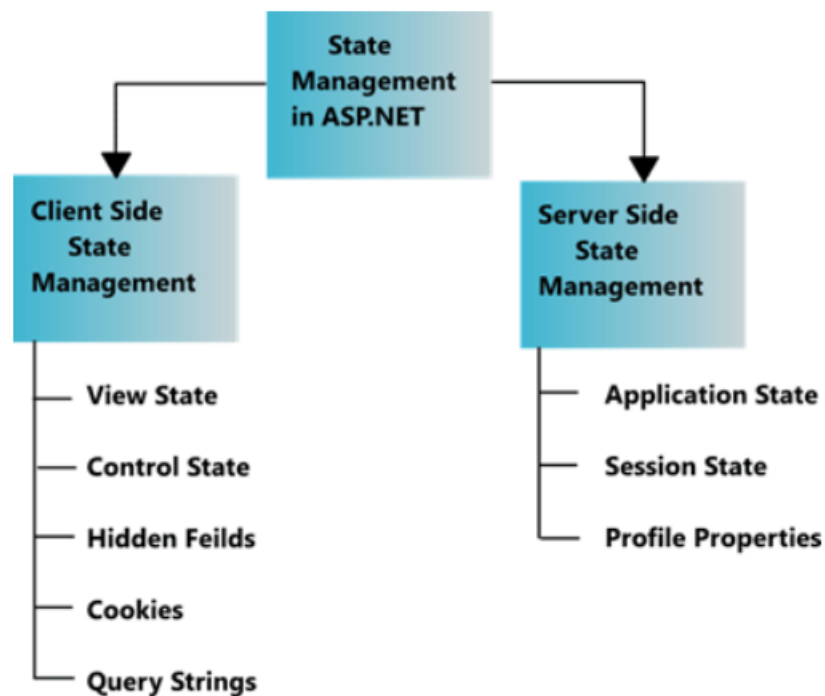 State
Management
in ASP.NET
Client Side
State
Management
View State
Control State
Hidden Feilds
Cookies
Query Strings
Server Side
State
Management
Application State
Session State
Profile Properties